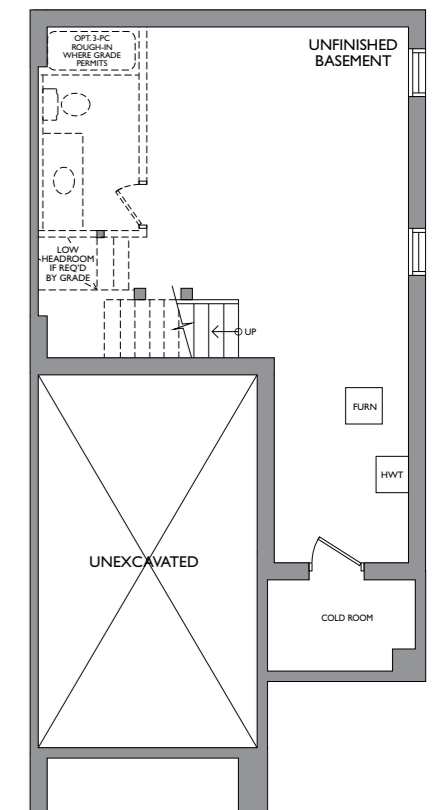 OPT. 3-PC
ROUGH-IN
WHERE GRADE
PERMITS
UNFINISHED
BASEMENT
LOW
HEADROOM
IF REQ'D
BY GRADE
UP
FURN
HWT
UNEXCAVATED
COLD ROOM